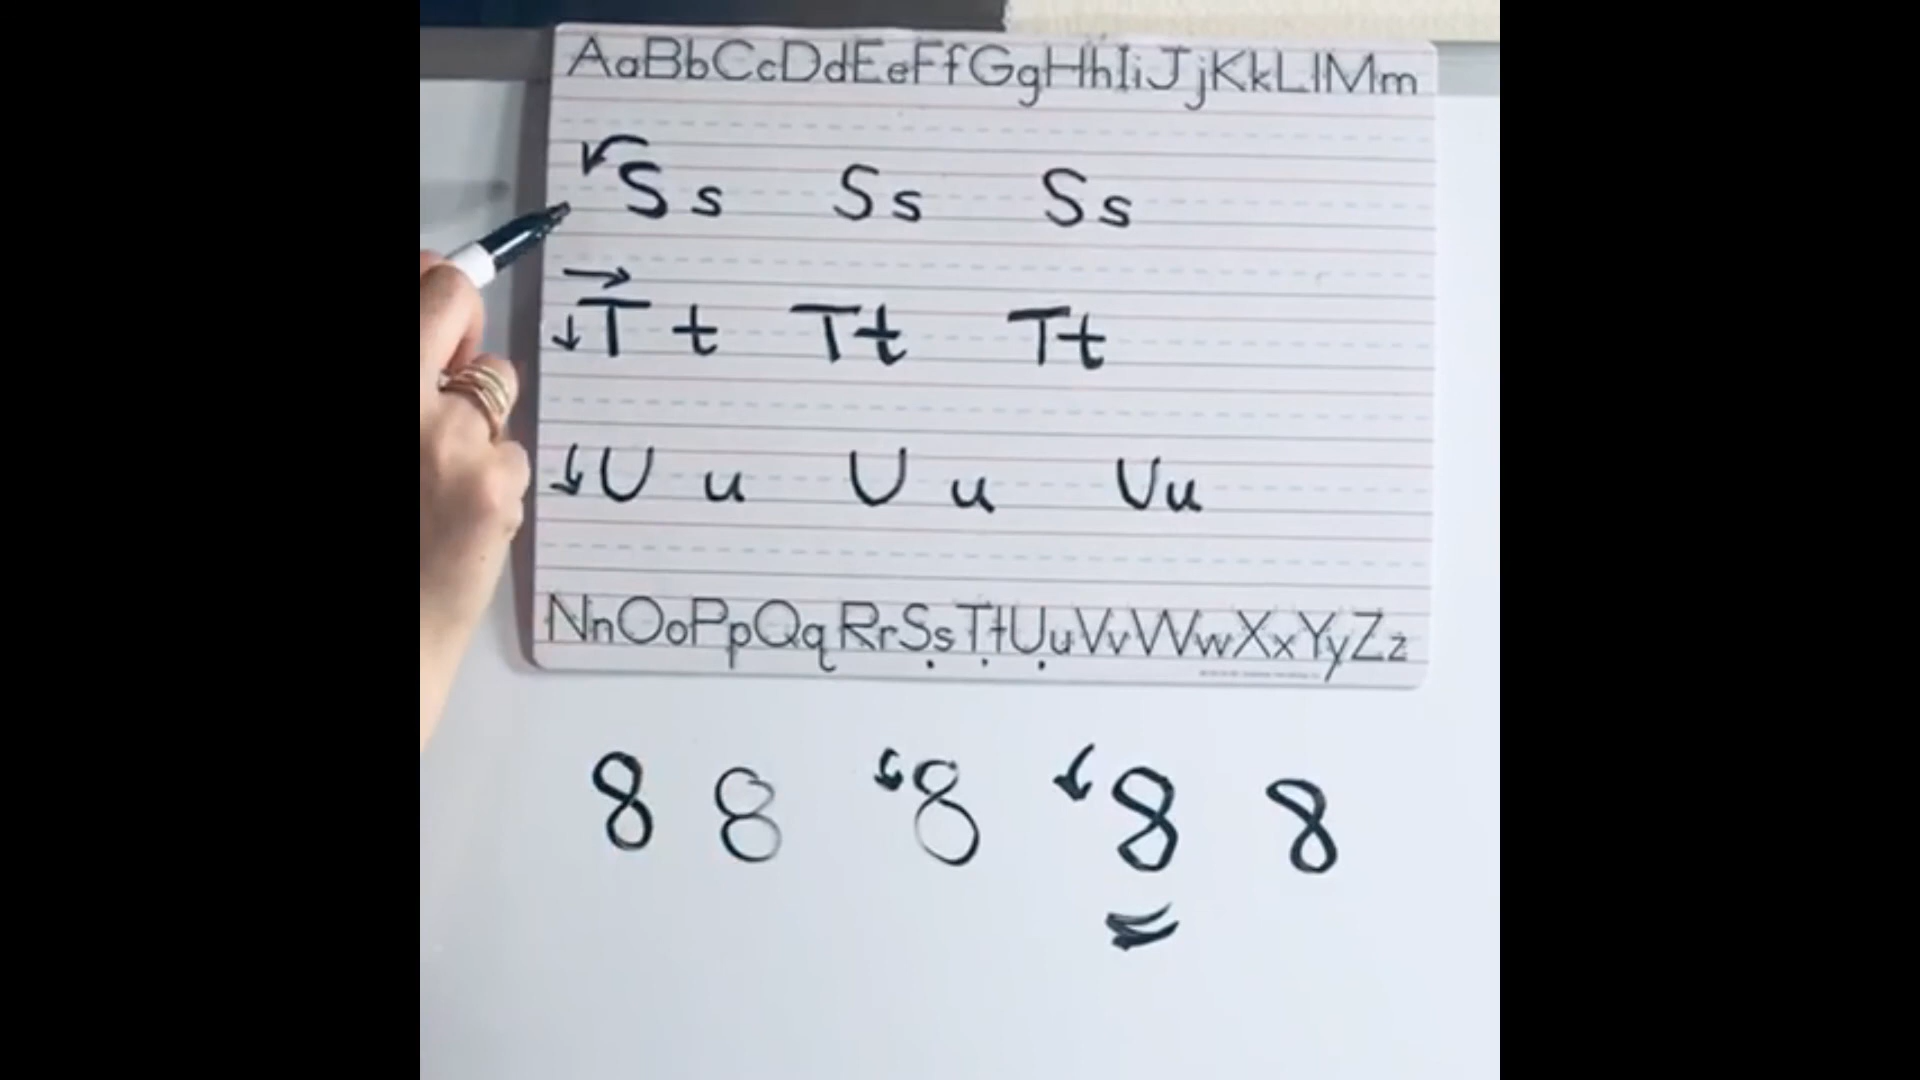 AaBbCcDdEeFfGgHhIiJjKkLlMm
Ss Ss Ss
Tt Tt Tt
Uu Uu Uu
NnOoPpQqRrSsTtUuVvWwXxYyZz
8 8 8 8 8